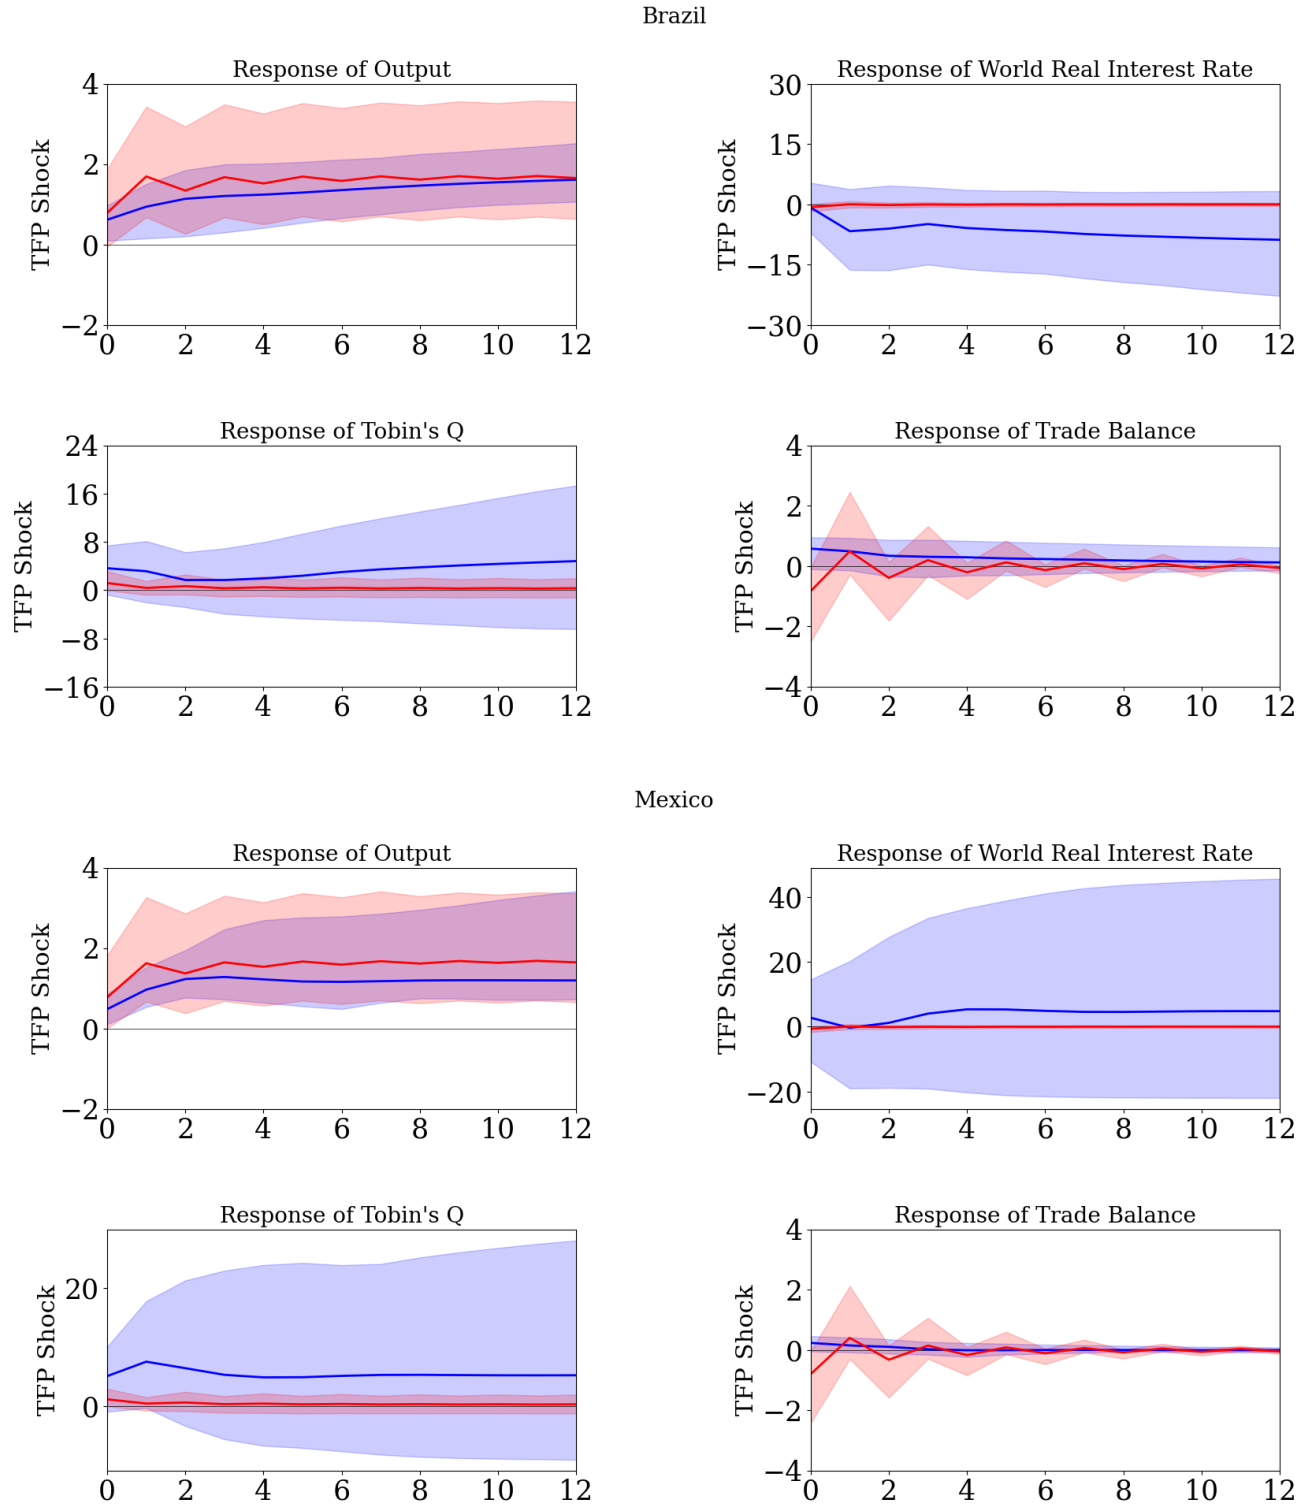 Brazil
Response of Output
Response of World Real Interest Rate
4
2
0
−2
TFP Shock
0 2 4 6 8 10 12
30
15
0
−15
−30
TFP Shock
0 2 4 6 8 10 12
Response of Tobin's Q
Response of Trade Balance
24
16
8
0
−8
−16
TFP Shock
0 2 4 6 8 10 12
4
2
0
−2
−4
TFP Shock
0 2 4 6 8 10 12
Mexico
Response of Output
Response of World Real Interest Rate
4
2
0
−2
TFP Shock
0 2 4 6 8 10 12
40
20
0
−20
TFP Shock
0 2 4 6 8 10 12
Response of Tobin's Q
Response of Trade Balance
20
0
TFP Shock
0 2 4 6 8 10 12
4
2
0
−2
−4
TFP Shock
0 2 4 6 8 10 12